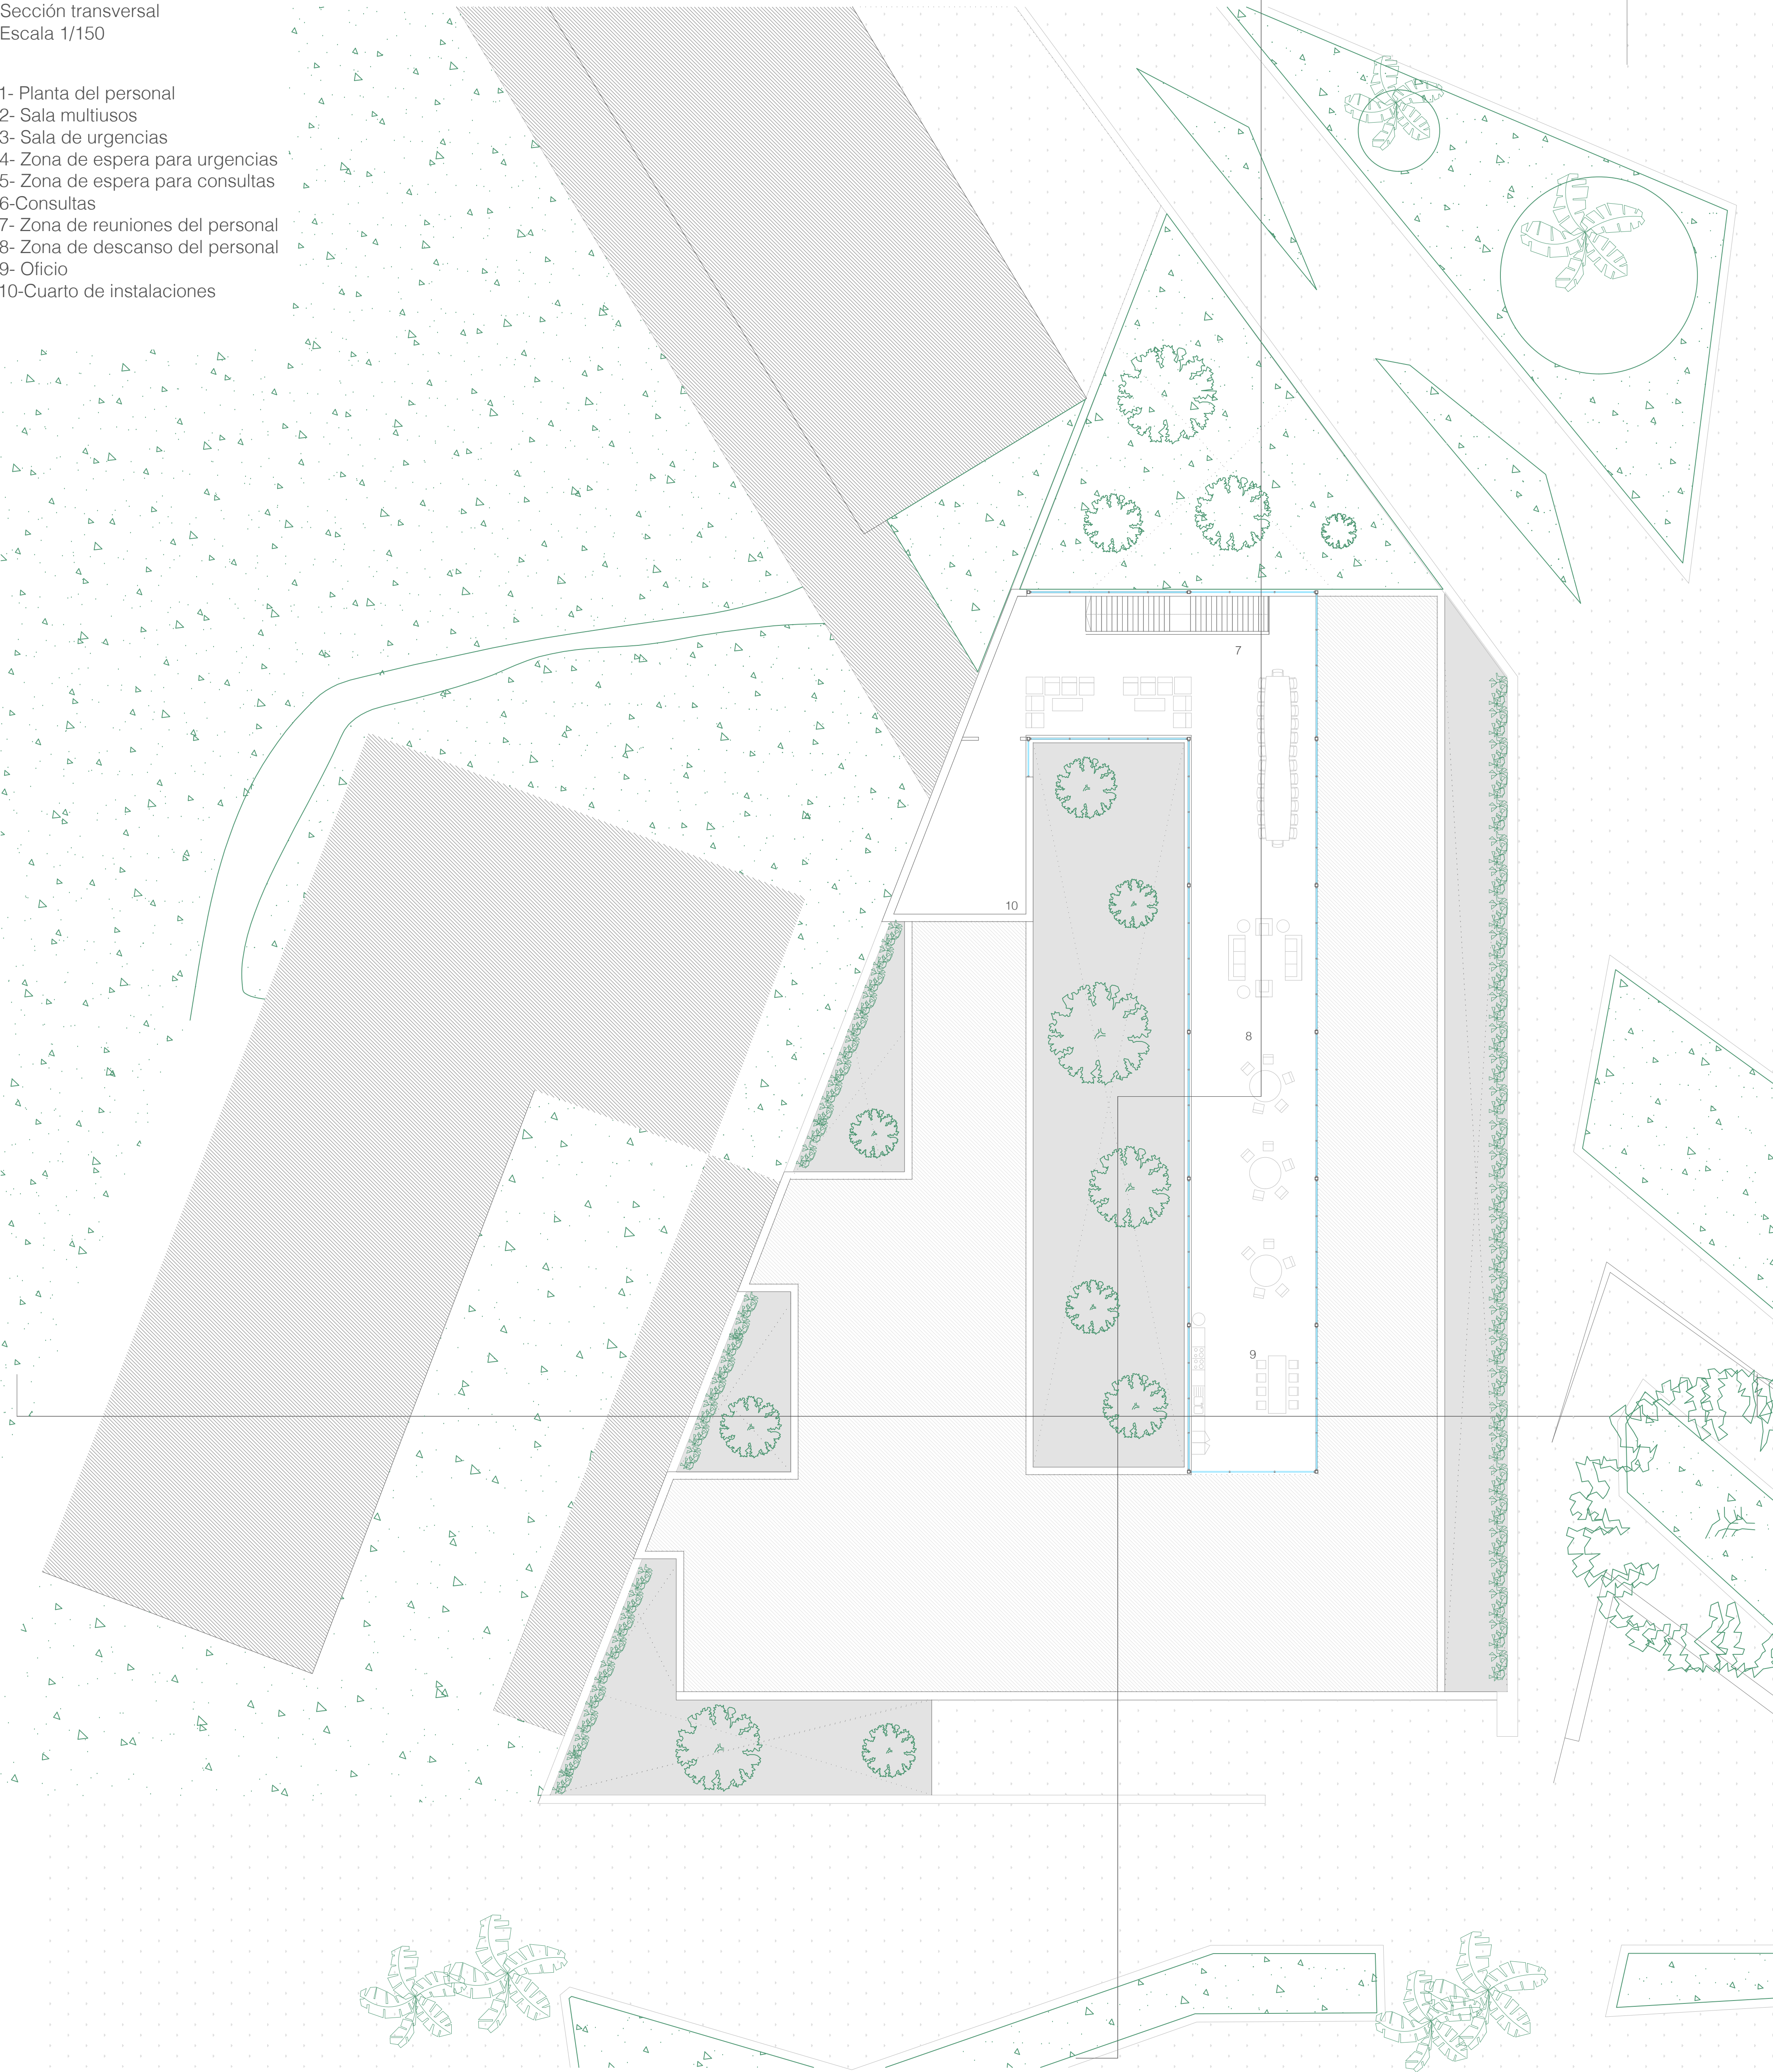 Sección transversal
Escala 1/150
1- Planta del personal
2- Sala multiusos
3- Sala de urgencias
4- Zona de espera para urgencias
5- Zona de espera para consultas
6-Consultas
7- Zona de reuniones del personal
8- Zona de descanso del personal
9- Oficio
10-Cuarto de instalaciones
7
10
8
9